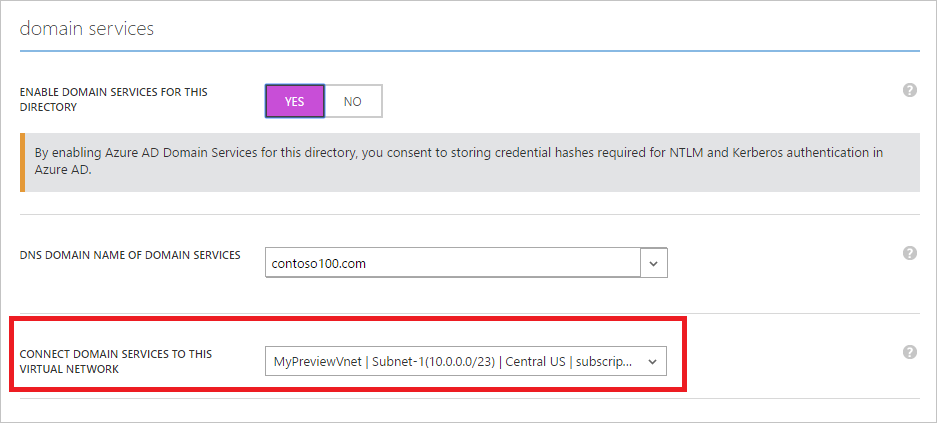 domain services
ENABLE DOMAIN SERVICES FOR THIS
DIRECTORY
YES
NO
?
By enabling Azure AD Domain Services for this directory, you consent to storing credential hashes required for NTLM and Kerberos authentication in
Azure AD.
DNS DOMAIN NAME OF DOMAIN SERVICES
contoso100.com
?
CONNECT DOMAIN SERVICES TO THIS
VIRTUAL NETWORK
MyPreviewVnet | Subnet-1(10.0.0.0/23) | Central US | subscrip...
?